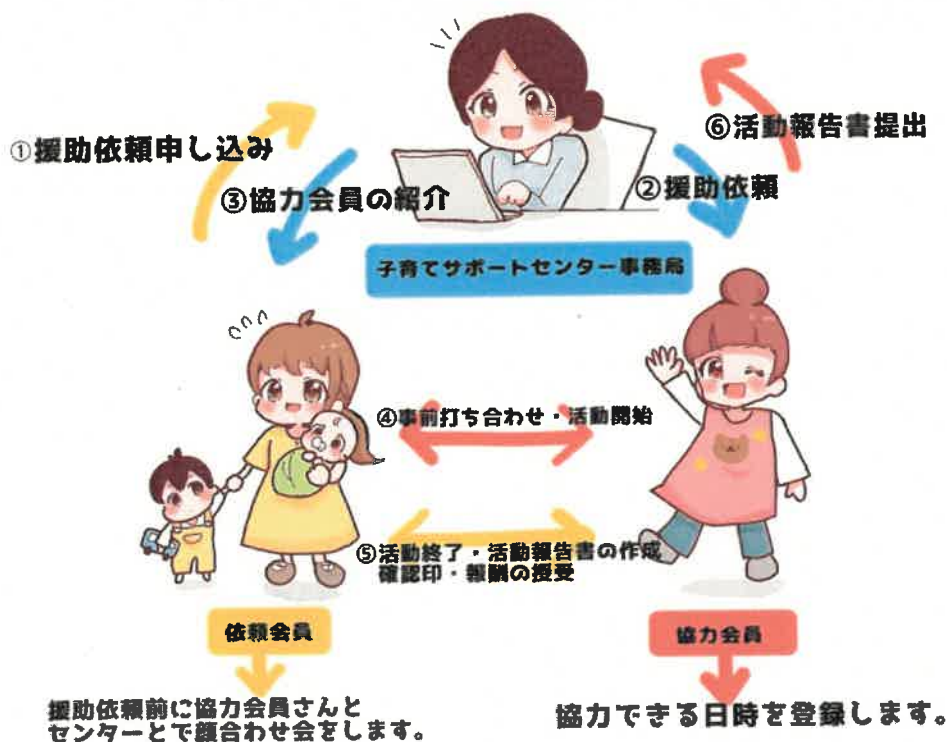 ①援助依頼申し込み
⑥活動報告書提出
③協力会員の紹介
②援助依頼
子育てサポートセンター事務局
④事前打ち合わせ・活動開始
⑤活動終了・活動報告書の作成
確認印・報酬の授受
依頼会員
協力会員
援助依頼前に協力会員さんと
センターとで顔合わせ会をします。
協力できる日時を登録します。